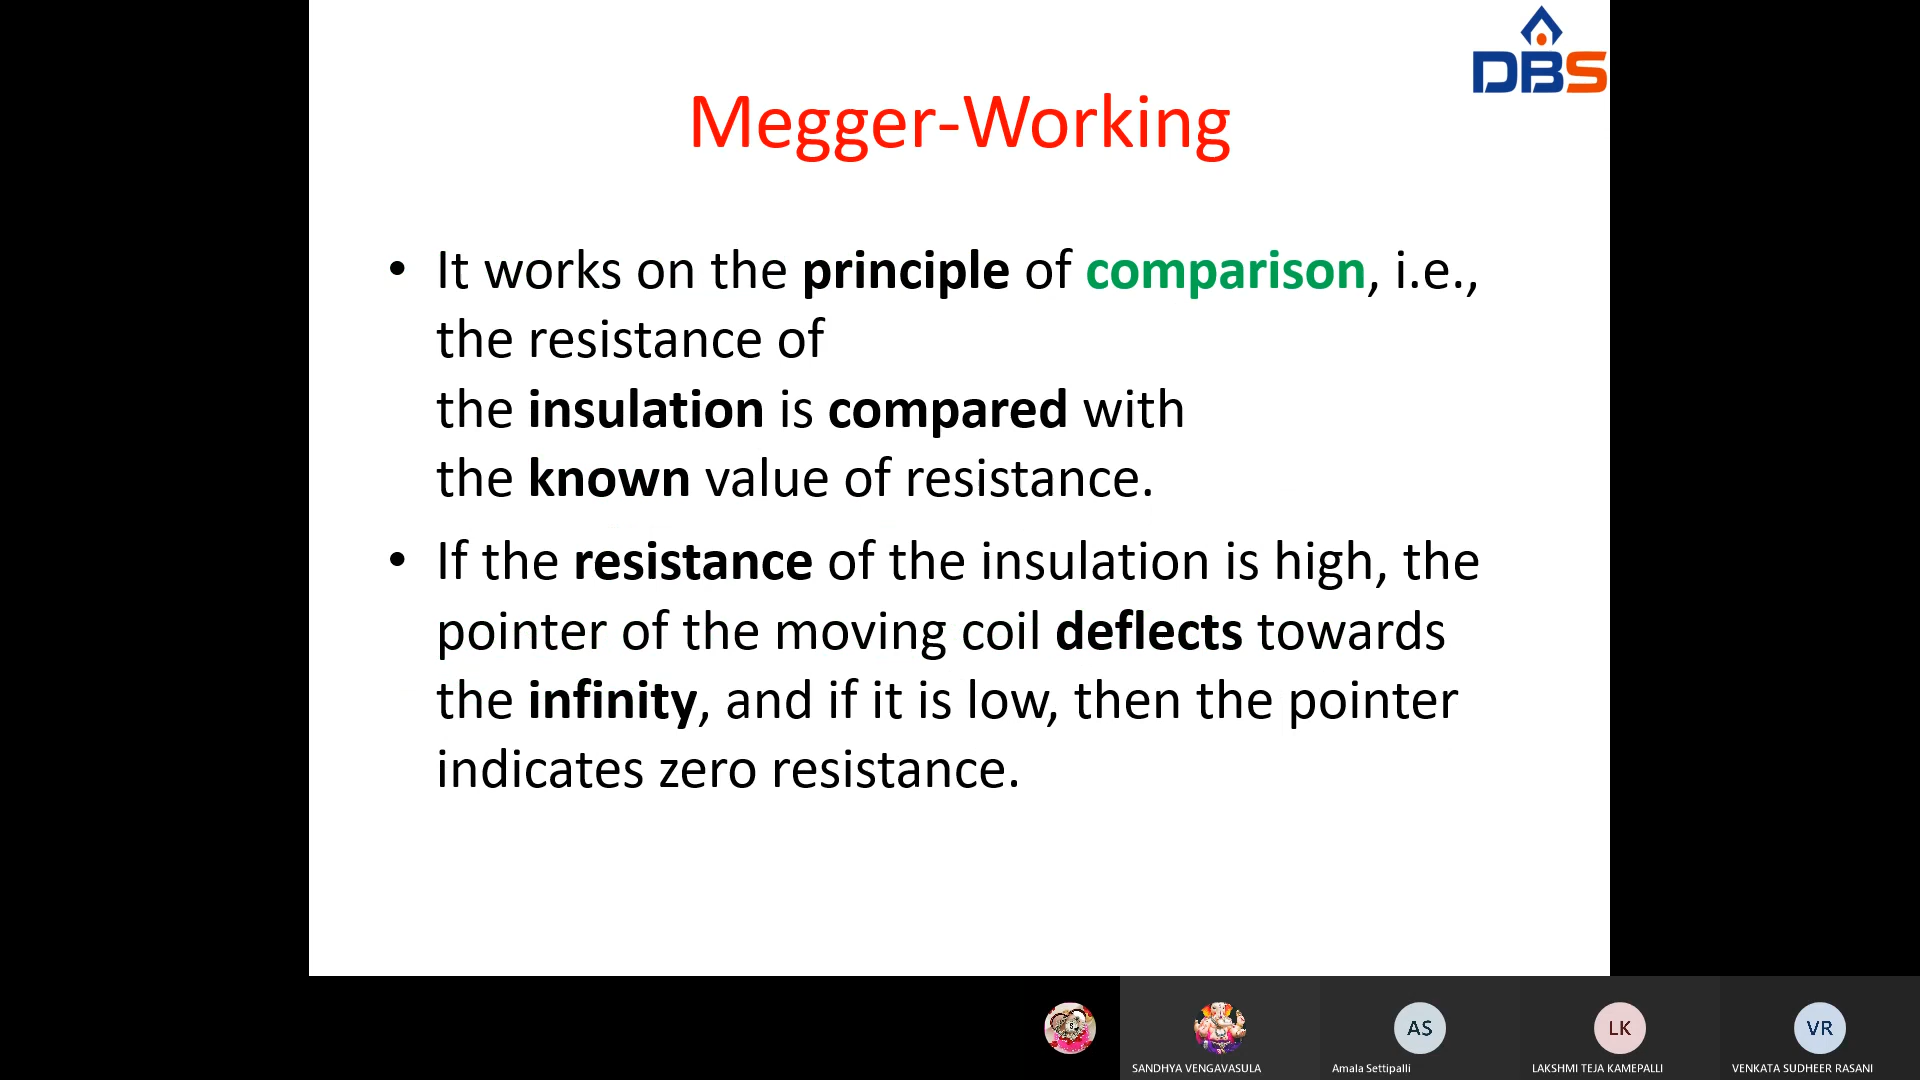 DBS
Megger-Working
• It works on the principle of comparison, i.e.,
the resistance of
the insulation is compared with
the known value of resistance.
• If the resistance of the insulation is high, the
pointer of the moving coil deflects towards
the infinity, and if it is low, then the pointer
indicates zero resistance.
AS
LK
VR
SANDHYA VENGAVASULA
Amala Settipalli
LAKSHMI TEJA KAMEPALLI
VENKATA SUDHEER RASANI